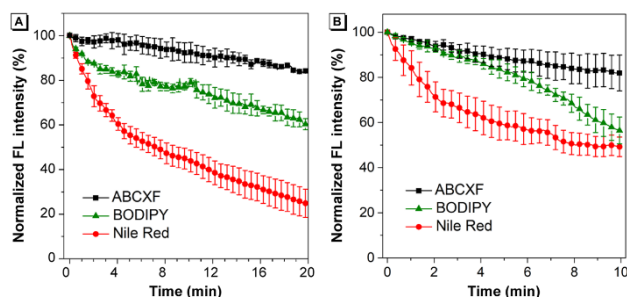 A
Normalized FL intensity (%)
100
80
60
40
20
0
ABCXF
BODIPY
Nile Red
0 4 8 12 16 20
Time (min)
B
Normalized FL intensity (%)
100
80
60
40
20
0
ABCXF
BODIPY
Nile Red
0 2 4 6 8 10
Time (min)